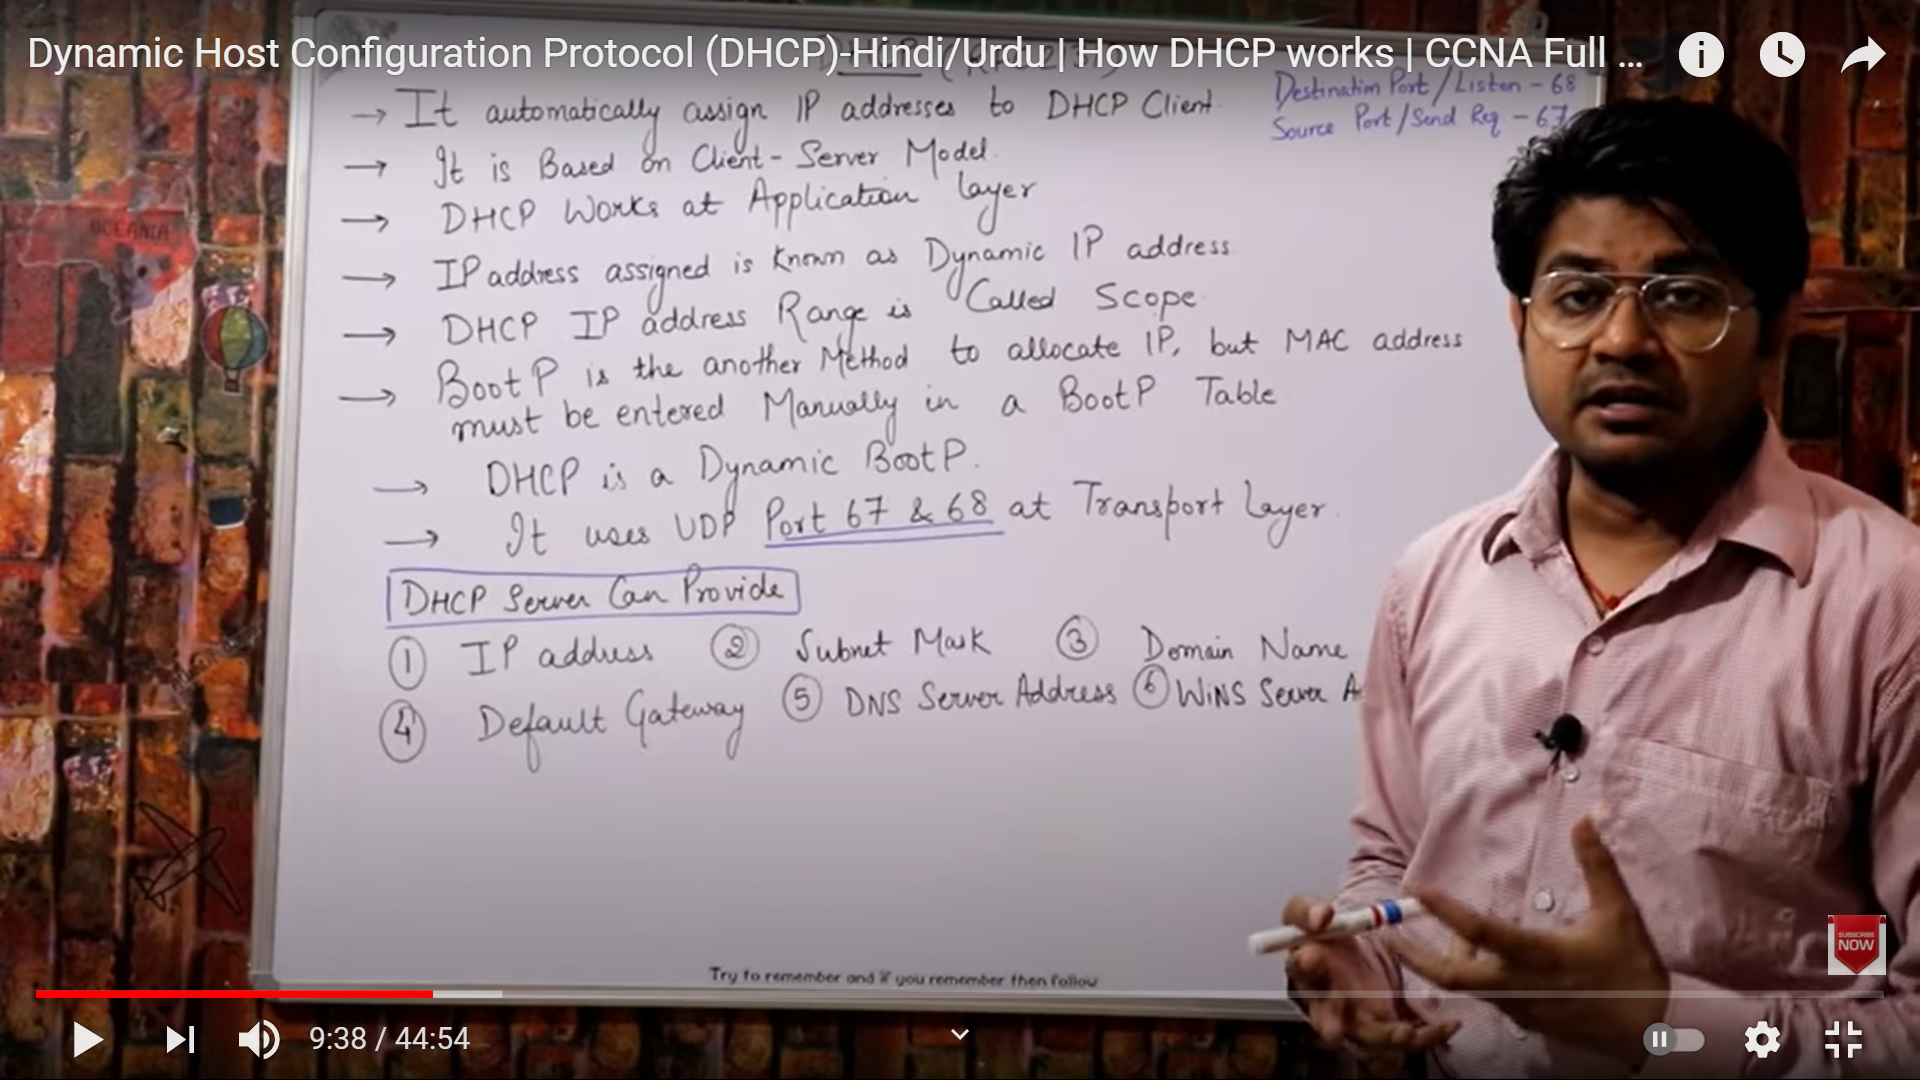 Dynamic Host Configuration Protocol (DHCP)-Hindi/Urdu | How DHCP works | CCNA Full ...
Destination Port / Listen - 68
Source Port / Send Req - 67
→ It automatically assign IP addresses to DHCP Client.
→ It is Based on Client-Server Model.
→ DHCP Works at Application layer
→ IP address assigned is known as Dynamic IP address.
→ DHCP IP address Range is Called Scope.
→ BootP is the another Method to allocate IP, but MAC address
must be entered Manually in a BootP Table.
→ DHCP is a Dynamic BootP.
→ It uses UDP Port 67 & 68 at Transport Layer.
DHCP Server Can Provide
① IP address ② Subnet Mask ③ Domain Name
④ Default Gateway ⑤ DNS Server Address ⑥ WINS Server A
OCEANIA
Try to remember and if you remember then follow
SUBSCRIBE
NOW
9:38 / 44:54